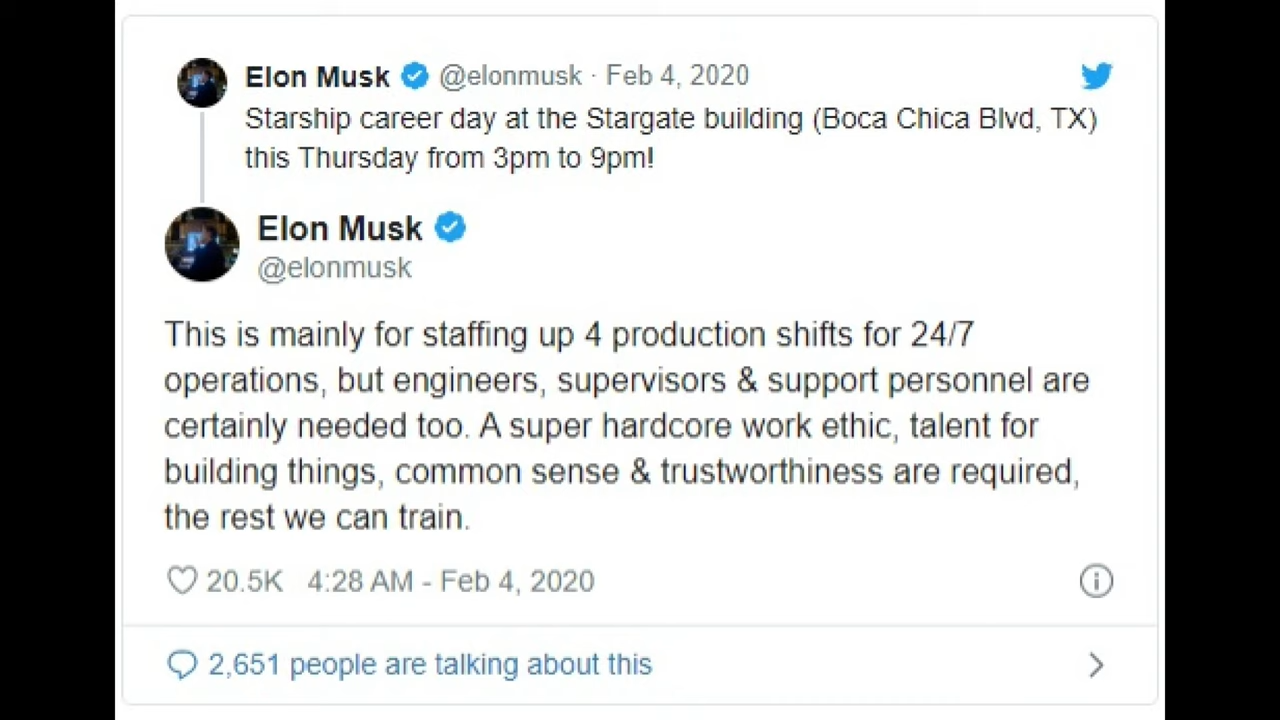 Elon Musk @elonmusk · Feb 4, 2020
Starship career day at the Stargate building (Boca Chica Blvd, TX)
this Thursday from 3pm to 9pm!
Elon Musk
@elonmusk
This is mainly for staffing up 4 production shifts for 24/7
operations, but engineers, supervisors & support personnel are
certainly needed too. A super hardcore work ethic, talent for
building things, common sense & trustworthiness are required,
the rest we can train.
20.5K 4:28 AM - Feb 4, 2020
2,651 people are talking about this